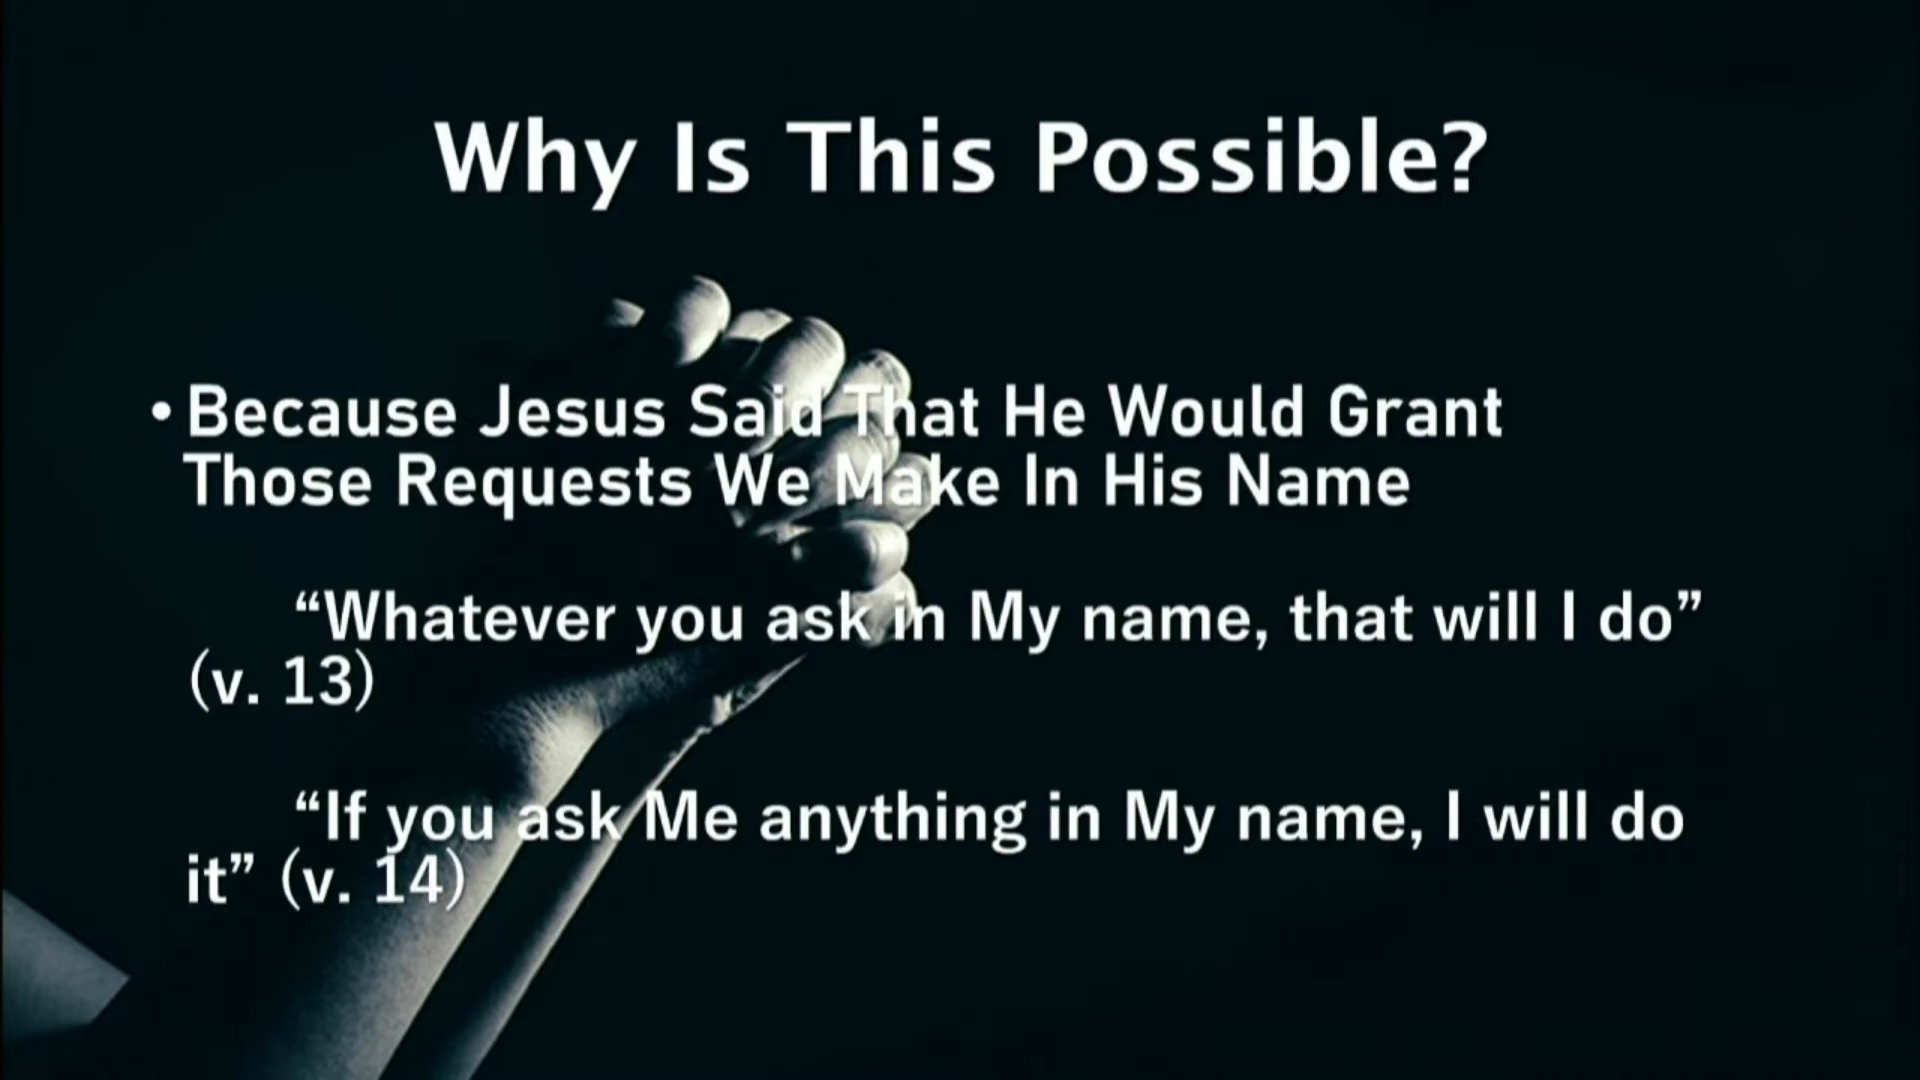 Why Is This Possible?
• Because Jesus Said That He Would Grant
Those Requests We Make In His Name
“Whatever you ask in My name, that will I do”
(v. 13)
“If you ask Me anything in My name, I will do
it” (v. 14)